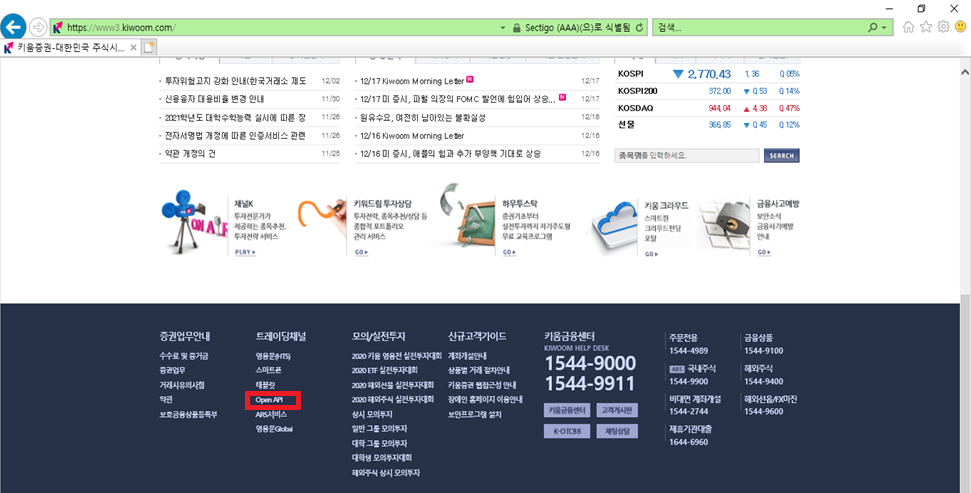 https://www3.kiwoom.com/
Sectigo (AAA)(으)로 식별됨
검색...
키움증권-대한민국 주식시...
투자위험고지 강화 안내(한국거래소 제도 12/02
신용융자 대용비율 변경 안내 11/30
2021학년도 대학수학능력 실시에 따른 장 11/26
전자서명법 개정에 따른 인증서비스 관련 11/26
약관 개정의 건 11/25
12/17 Kiwoom Morning Letter N 12/17
12/17 미 증시, 파월 의장의 FOMC 발언에 힘입어 상승... N 12/17
원유수요, 여전히 남아있는 불확실성 12/17
12/16 Kiwoom Morning Letter 12/16
12/16 미 증시, 애플의 힘과 추가 부양책 기대로 상승 12/16
KOSPI ▼ 2,770.43 1.36 0.05%
KOSPI200 372.00 ▼ 0.53 0.14%
KOSDAQ 944.04 ▲ 4.38 0.47%
선물 366.85 ▼ 0.45 0.12%
종목명을 입력하세요. SEARCH
ON AIR
채널K
투자전문가가
제공하는 종목추천,
투자전략 서비스
PLAY ▶
키워드림 투자상담
투자전략, 종목추천/상담 등
종합적 포트폴리오
관리 서비스
GO ▶
하우투스탁
증권기초부터
실전투자까지 자기주도형
무료 교육프로그램
GO ▶
키움 크라우드
스마트한
크라우드펀딩
포탈
GO ▶
금융사고예방
보안소식
금융사기예방
안내
GO ▶
증권업무안내
수수료 및 증거금
증권업무
거래시유의사항
약관
보호금융상품등록부
트레이딩채널
영웅문(HTS)
스마트폰
태블릿
Open API
ARS서비스
영웅문Global
모의/실전투자
2020 키움 영웅전 실전투자대회
2020 ETF 실전투자대회
2020 해외선물 실전투자대회
2020 해외주식 실전투자대회
상시 모의투자
일반 그룹 모의투자
대학 그룹 모의투자
대학생 모의투자대회
해외주식 상시 모의투자
신규고객가이드
계좌개설안내
상품별 거래 절차안내
키움증권 웹접근성 안내
장애인 홈페이지 이용안내
보안프로그램 설치
키움금융센터
KIWOOM HELP DESK
1544-9000
1544-9911
키움금융센터 고객게시판
K-OTCBB 채팅상담
주문전용
1544-4989
ARS 국내주식
1544-9900
비대면 계좌개설
1544-2744
제휴기관대출
1644-6960
금융상품
1544-9100
해외주식
1544-9400
해외선옵/FX마진
1544-9600